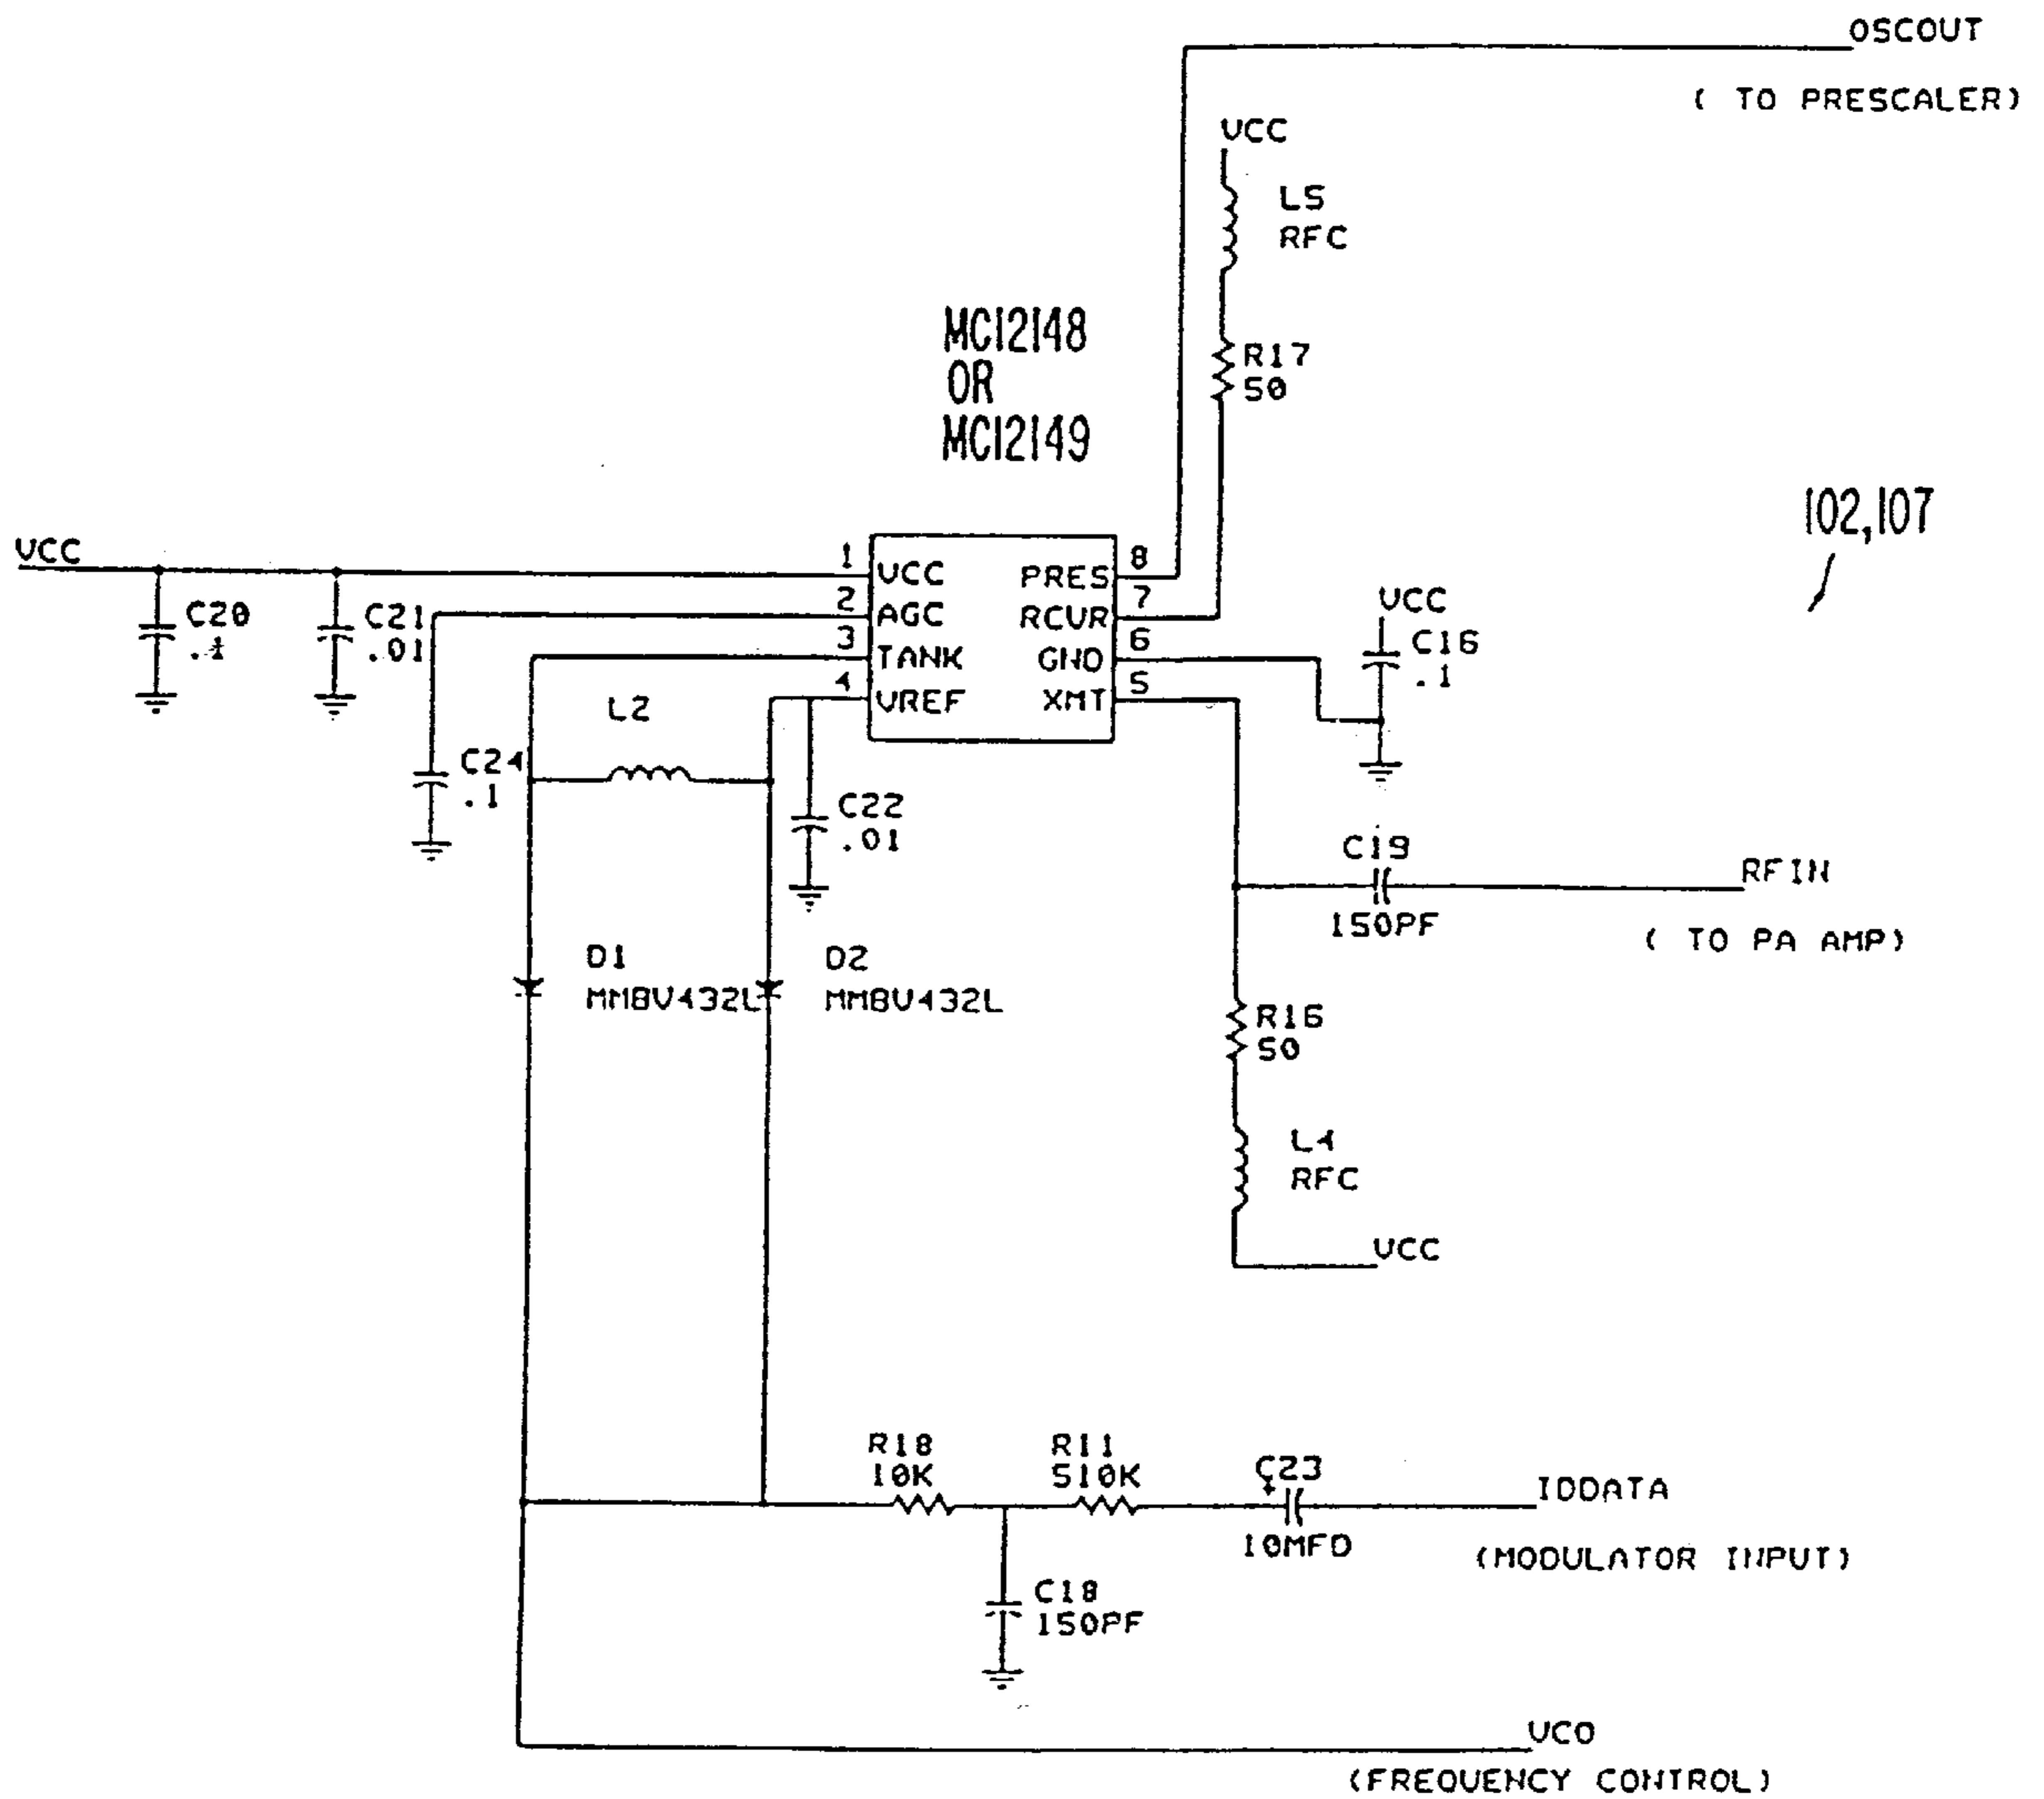 OSCOUT
( TO PRESCALER)
VCC
L5
RFC
MC12148
OR
MC12149
R17
50
102,107
VCC
1
VCC
PRES
8
C20
.1
C21
.01
2
AGC
RCVR
7
VCC
C16
.1
3
TANK
GND
6
4
VREF
XMT
5
L2
C24
.1
C22
.01
C19
150PF
RFIN
( TO PA AMP)
D1
MMBV432L
D2
MMBV432L
R16
50
L4
RFC
VCC
R18
10K
R11
510K
C23
+
10MFD
IDDATA
(MODULATOR INPUT)
C18
150PF
VCO
(FREQUENCY CONTROL)